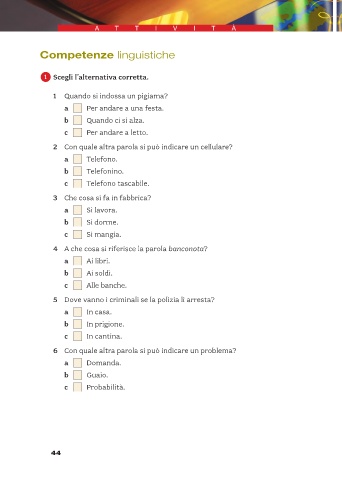 ATTIVITÀ
Competenze linguistiche
1 Scegli l'alternativa corretta.
1 Quando si indossa un pigiama?
a Per andare a una festa.
b Quando ci si alza.
c Per andare a letto.
2 Con quale altra parola si può indicare un cellulare?
a Telefono.
b Telefonino.
c Telefono tascabile.
3 Che cosa si fa in fabbrica?
a Si lavora.
b Si dorme.
c Si mangia.
4 A che cosa si riferisce la parola banconota?
a Ai libri.
b Ai soldi.
c Alle banche.
5 Dove vanno i criminali se la polizia li arresta?
a In casa.
b In prigione.
c In cantina.
6 Con quale altra parola si può indicare un problema?
a Domanda.
b Guaio.
c Probabilità.
44